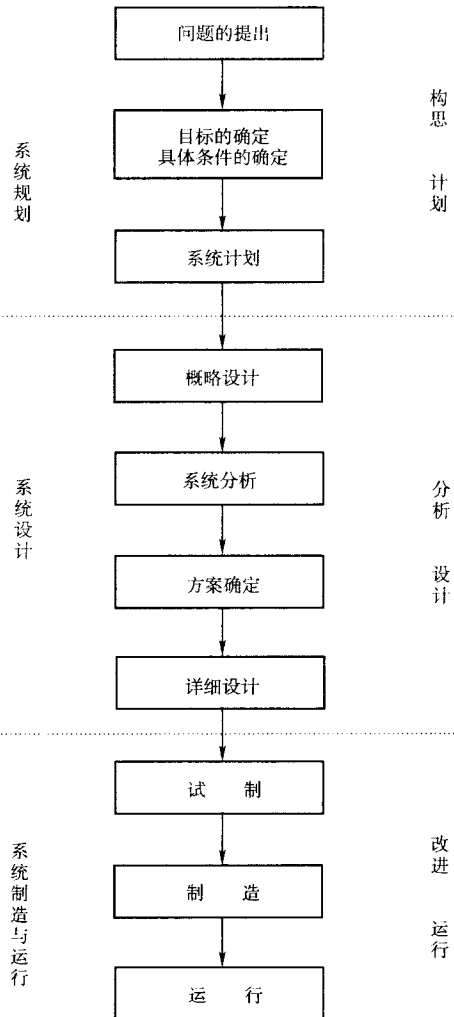 问题的提出
目标的确定
具体条件的确定
系统计划
系统规划
构思 计划
概略设计
系统分析
方案确定
详细设计
系统设计
分析 设计
试 制
制 造
运 行
系统制造与运行
改进 运行